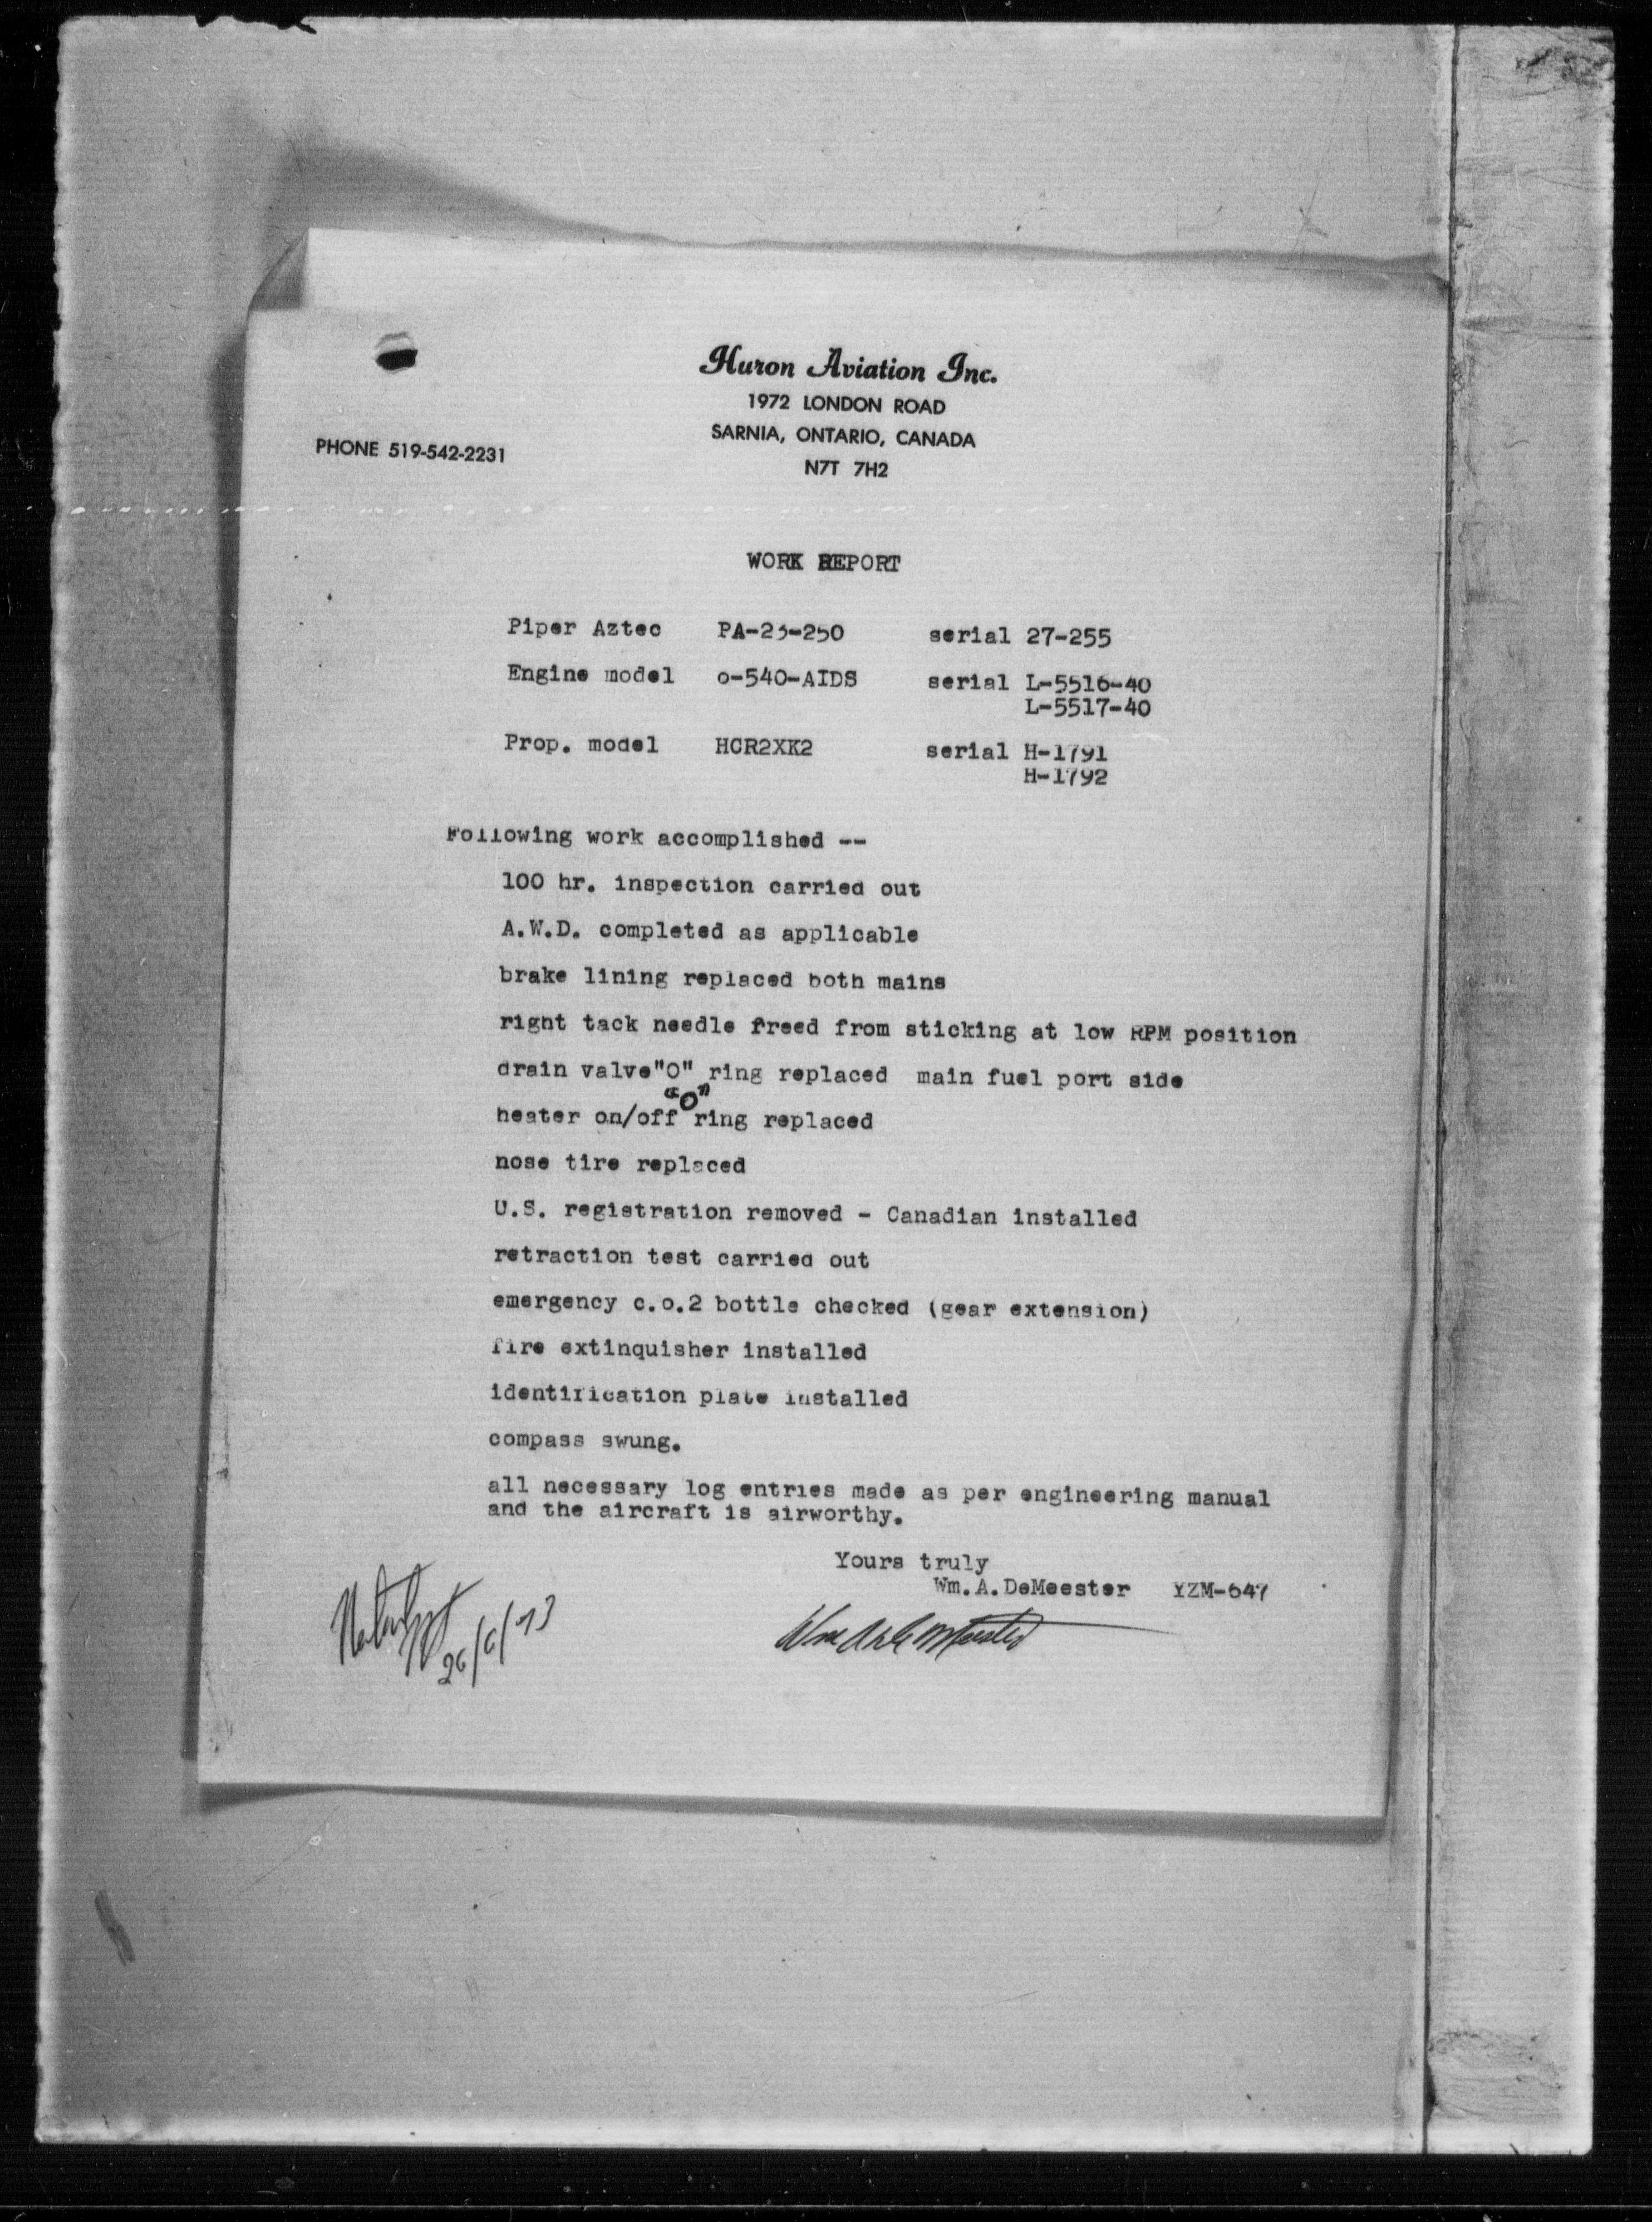 Huron Aviation Inc.
1972 LONDON ROAD
SARNIA, ONTARIO, CANADA
N7T 7H2
PHONE 519-542-2231
WORK REPORT
Piper Aztec PA-23-250 serial 27-255
Engine model o-540-AIDS serial L-5516-40
L-5517-40
Prop. model HCR2XK2 serial H-1791
H-1792
Following work accomplished --
100 hr. inspection carried out
A.W.D. completed as applicable
brake lining replaced both mains
right tack needle freed from sticking at low RPM position
drain valve"O" ring replaced main fuel port side
heater on/off "O" ring replaced
nose tire replaced
U.S. registration removed - Canadian installed
retraction test carried out
emergency c.o.2 bottle checked (gear extension)
fire extinquisher installed
identification plate installed
compass swung.
all necessary log entries made as per engineering manual
and the aircraft is airworthy.
Yours truly
Wm.A.DeMeester YZM-647
26/6/73